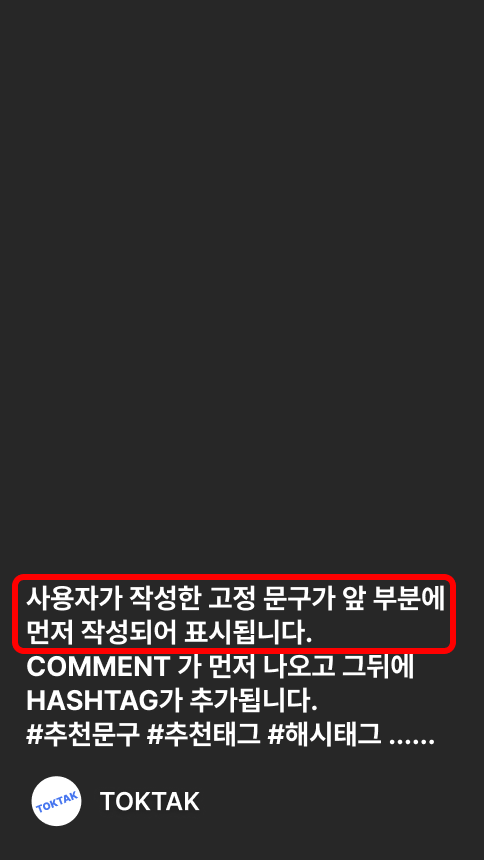 사용자가 작성한 고정 문구가 앞 부분에
먼저 작성되어 표시됩니다.
COMMENT 가 먼저 나오고 그뒤에
HASHTAG가 추가됩니다.
#추천문구 #추천태그 #해시태그 ......
TOKTAK
TOKTAK